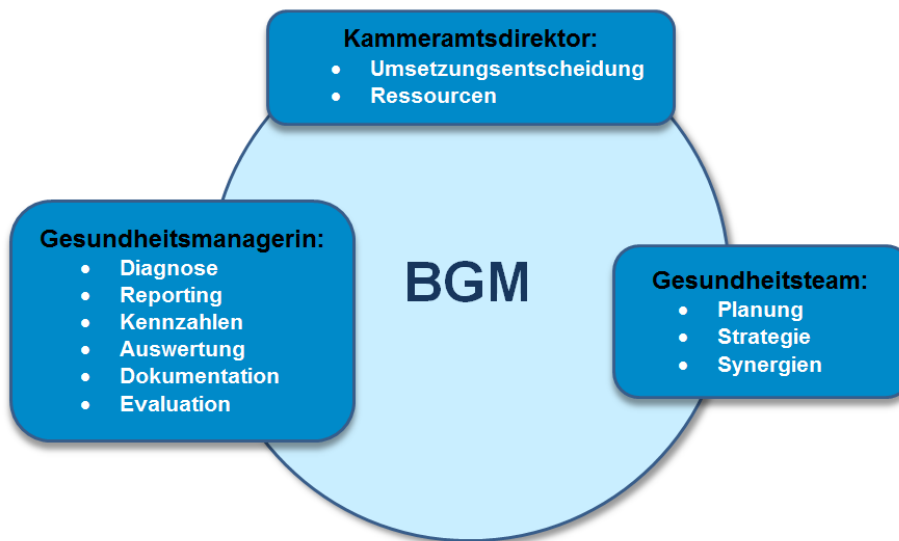 Kammeramtsdirektor:
• Umsetzungsentscheidung
• Ressourcen
Gesundheitsmanagerin:
• Diagnose
• Reporting
• Kennzahlen
• Auswertung
• Dokumentation
• Evaluation
BGM
Gesundheitsteam:
• Planung
• Strategie
• Synergien